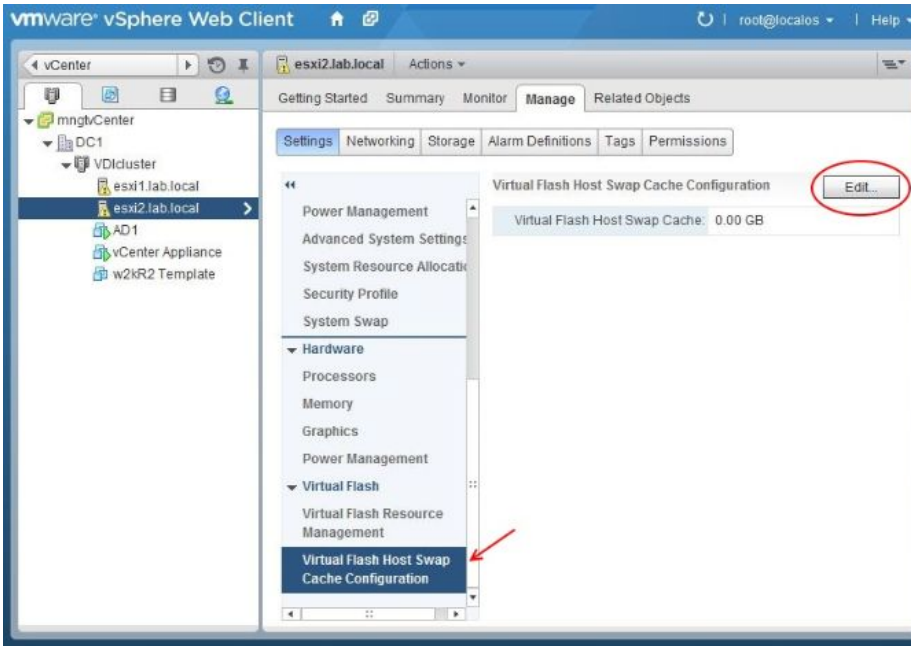 vmware® vSphere Web Client
root@localos
Help
vCenter
mngtvCenter
DC1
VDIcluster
esxi1.lab.local
esxi2.lab.local
AD1
vCenter Appliance
w2kR2 Template
esxi2.lab.local Actions
Getting Started Summary Monitor Manage Related Objects
Settings Networking Storage Alarm Definitions Tags Permissions
Power Management
Advanced System Settings
System Resource Allocatio
Security Profile
System Swap
Hardware
Processors
Memory
Graphics
Power Management
Virtual Flash
Virtual Flash Resource
Management
Virtual Flash Host Swap
Cache Configuration
Virtual Flash Host Swap Cache Configuration
Edit...
Virtual Flash Host Swap Cache: 0.00 GB